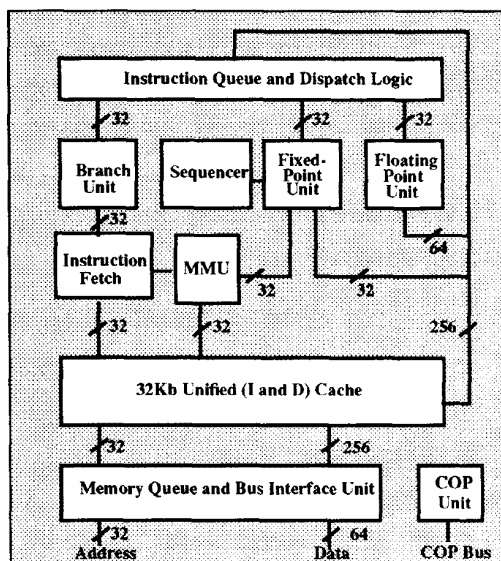 Instruction Queue and Dispatch Logic
32
32
32
Branch
Unit
Sequencer
Fixed-
Point
Unit
Floating
Point
Unit
32
64
Instruction
Fetch
MMU
32
32
32
32
256
32Kb Unified (I and D) Cache
32
256
Memory Queue and Bus Interface Unit
COP
Unit
32
64
Address
Data
COP Bus